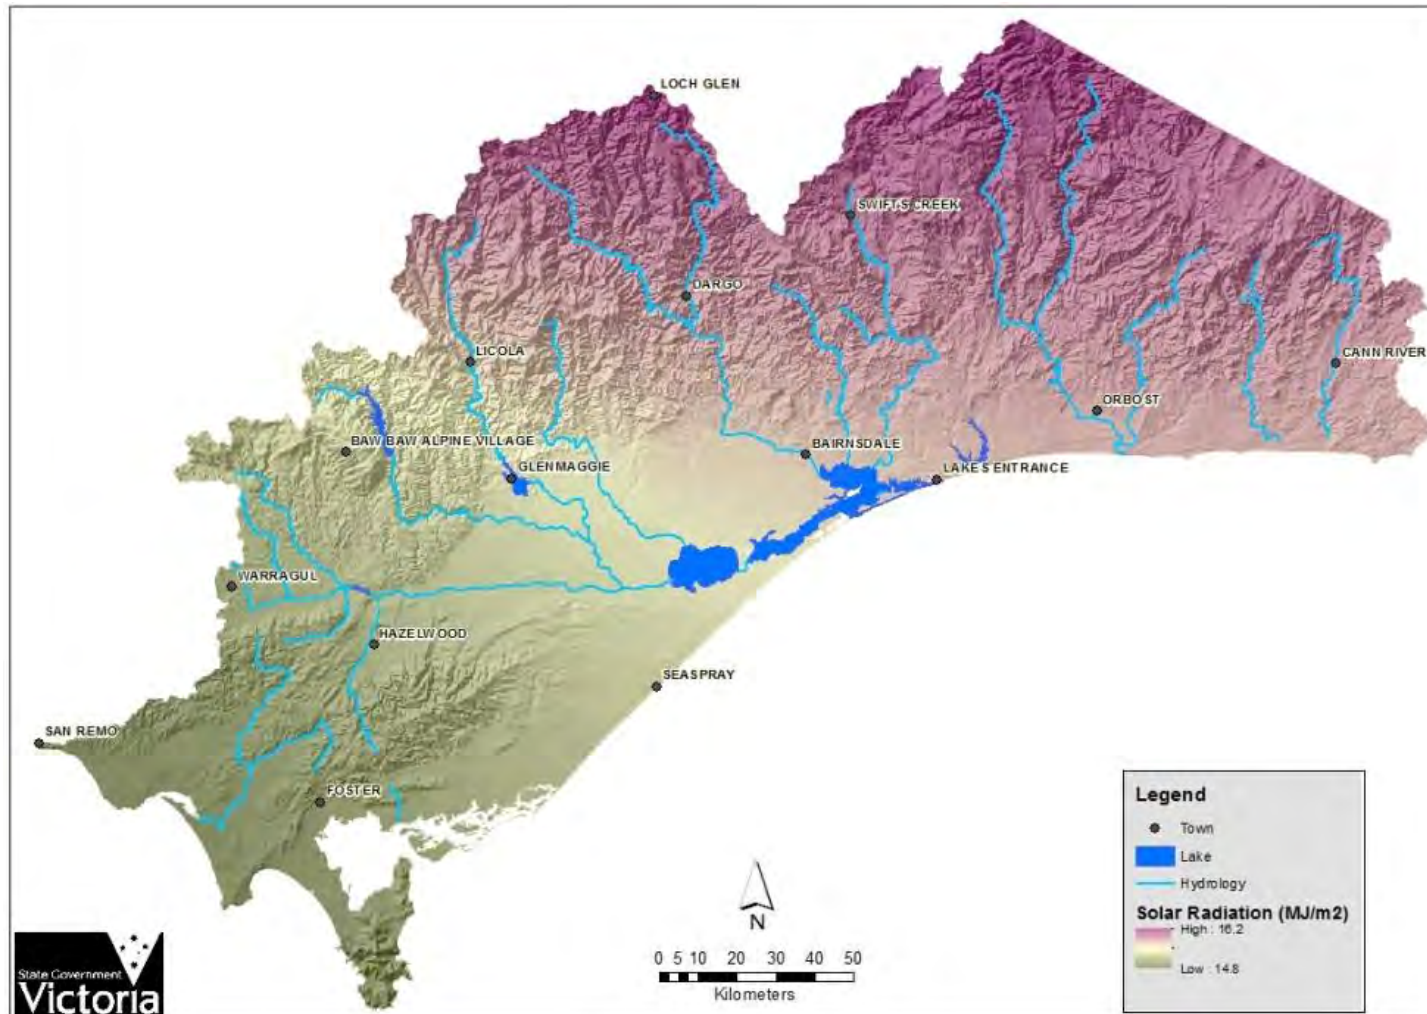 LOCH GLEN
SWIFTS CREEK
DARGO
LICOLA
CANN RIVER
ORBOST
BAW BAW ALPINE VILLAGE
BAIRNSDALE
GLENMAGGIE
LAKES ENTRANCE
WARRAGUL
HAZELWOOD
SEASPRAY
SAN REMO
FOSTER
Legend
Town
Lake
Hydrology
Solar Radiation (MJ/m2)
High : 16.2
Low : 14.8
N
0 5 10 20 30 40 50
Kilometers
State Government
Victoria